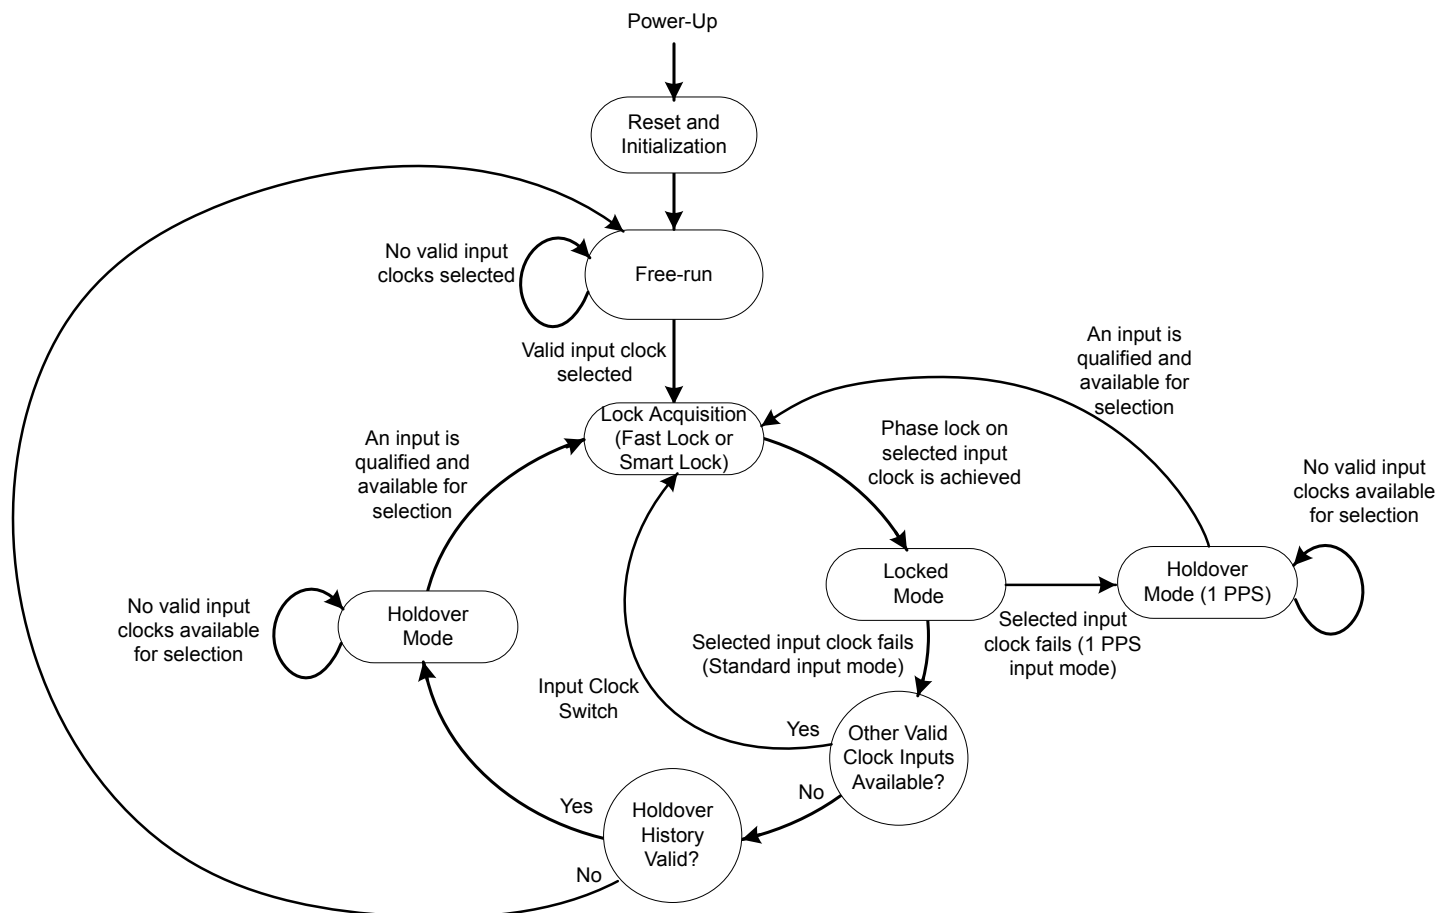 Power-Up
Reset and
Initialization
No valid input
clocks selected
Free-run
Valid input clock
selected
An input is
qualified and
available for
selection
Lock Acquisition
(Fast Lock or
Smart Lock)
An input is
qualified and
available for
selection
Phase lock on
selected input
clock is achieved
No valid input
clocks available
for selection
Locked
Mode
Holdover
Mode (1 PPS)
No valid input
clocks available
for selection
Holdover
Mode
Selected input clock fails
(Standard input mode)
Selected input
clock fails (1 PPS
input mode)
Input Clock
Switch
Yes
Other Valid
Clock Inputs
Available?
No
Yes
Holdover
History
Valid?
No